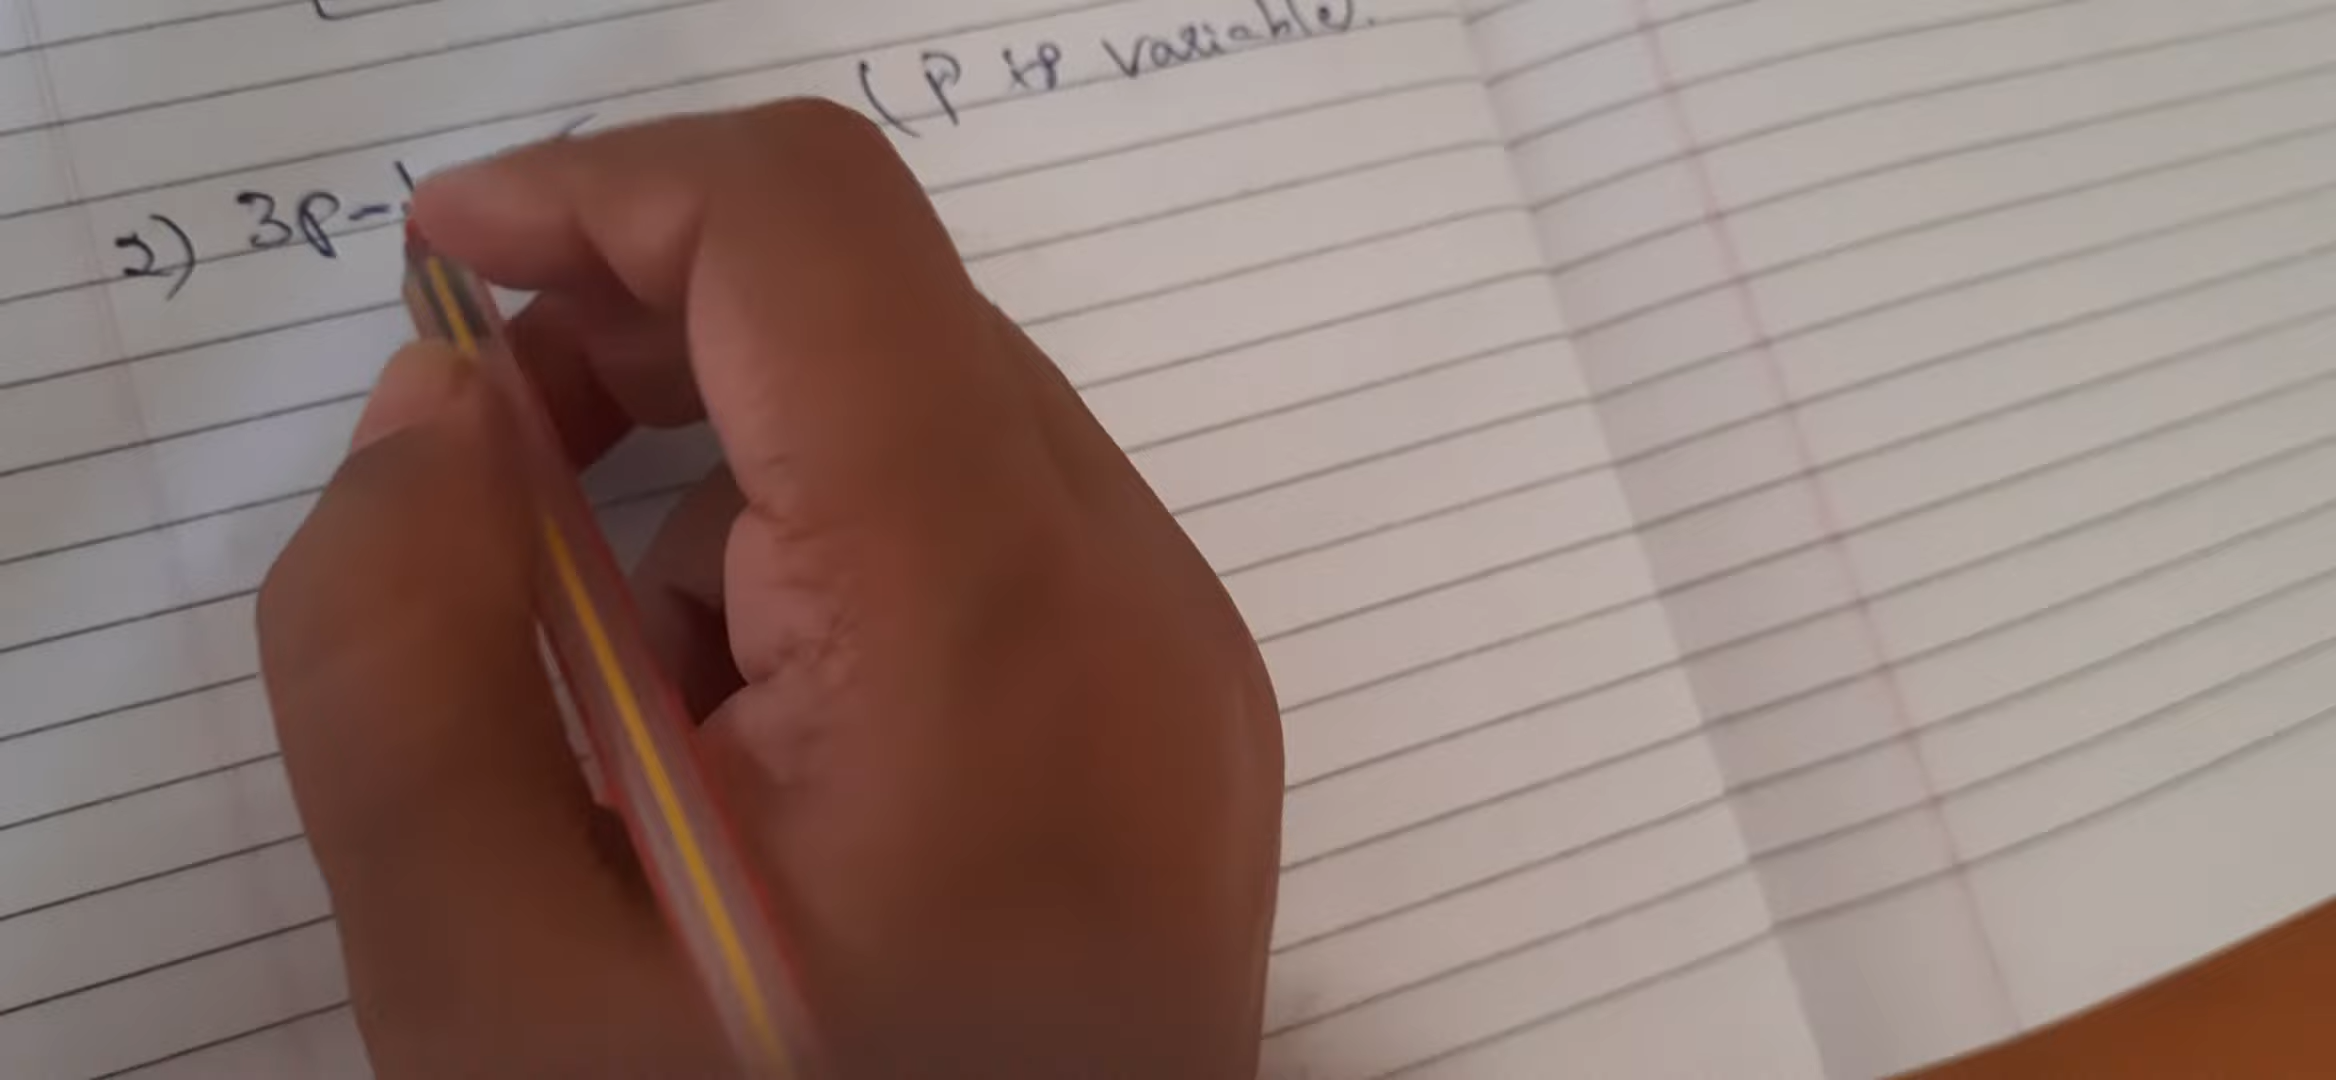 (P is variable).
2) 3p-